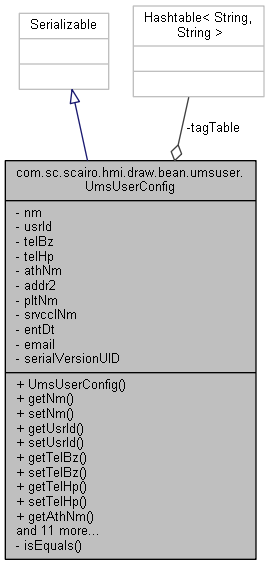 Serializable
Hashtable< String,
String >
-tagTable
com.sc.scairo.hmi.draw.bean.umsuser.
UmsUserConfig
- nm
- usrId
- telBz
- telHp
- athNm
- addr2
- pltNm
- srvcclNm
- entDt
- email
- serialVersionUID
+ UmsUserConfig()
+ getNm()
+ setNm()
+ getUsrId()
+ setUsrId()
+ getTelBz()
+ setTelBz()
+ getTelHp()
+ setTelHp()
+ getAthNm()
and 11 more...
- isEquals()